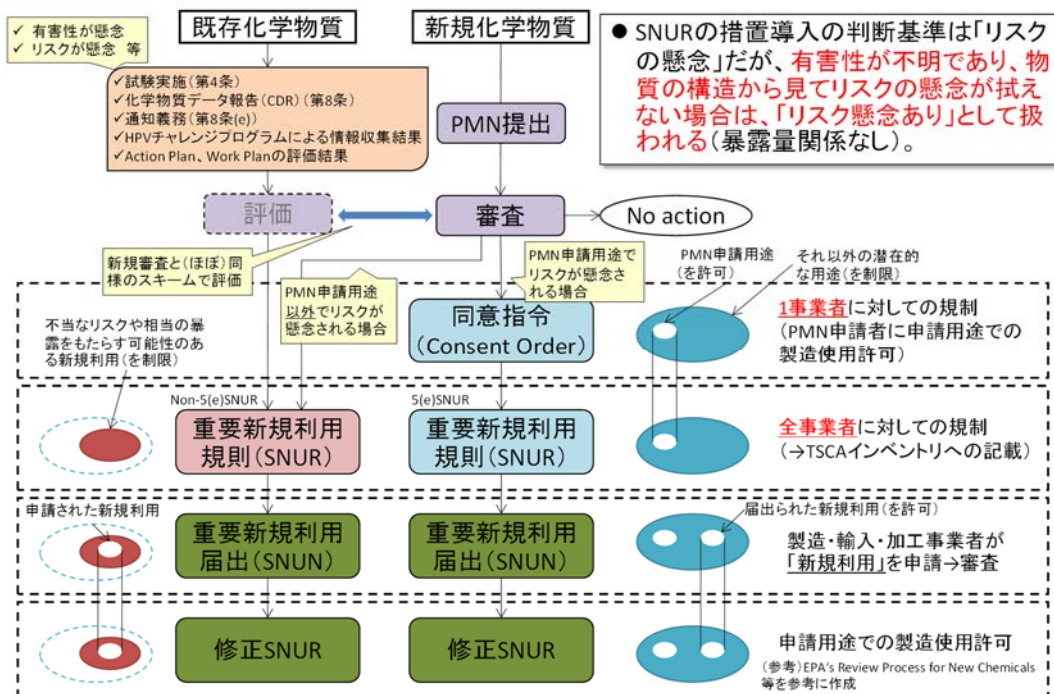 ✓ 有害性が懸念
✓ リスクが懸念 等
既存化学物質
新規化学物質
● SNURの措置導入の判断基準は「リスク
の懸念」だが、有害性が不明であり、物
質の構造から見てリスクの懸念が拭え
ない場合は、「リスク懸念あり」として扱
われる(暴露量関係なし)。
✓試験実施(第4条)
✓化学物質データ報告(CDR)(第8条)
✓通知義務(第8条(e))
✓HPVチャレンジプログラムによる情報収集結果
✓Action Plan、Work Planの評価結果
PMN提出
評価
審査
No action
新規審査と(ほぼ)同
様のスキームで評価
PMN申請用途
以外でリスクが
懸念される場合
PMN申請用途で
リスクが懸念さ
れる場合
PMN申請用途
(を許可)
それ以外の潜在的
な用途(を制限)
不当なリスクや相当の暴
露をもたらす可能性のあ
る新規利用(を制限)
同意指令
(Consent Order)
1事業者に対しての規制
(PMN申請者に申請用途での
製造使用許可)
Non-5(e)SNUR
5(e)SNUR
重要新規利用
規則(SNUR)
重要新規利用
規則(SNUR)
全事業者に対しての規制
(→TSCAインベントリへの記載)
申請された新規利用
重要新規利用
届出(SNUN)
重要新規利用
届出(SNUN)
届出られた新規利用(を許可)
製造・輸入・加工事業者が
「新規利用」を申請→審査
修正SNUR
修正SNUR
申請用途での製造使用許可
(参考)EPA's Review Process for New Chemicals
等を参考に作成